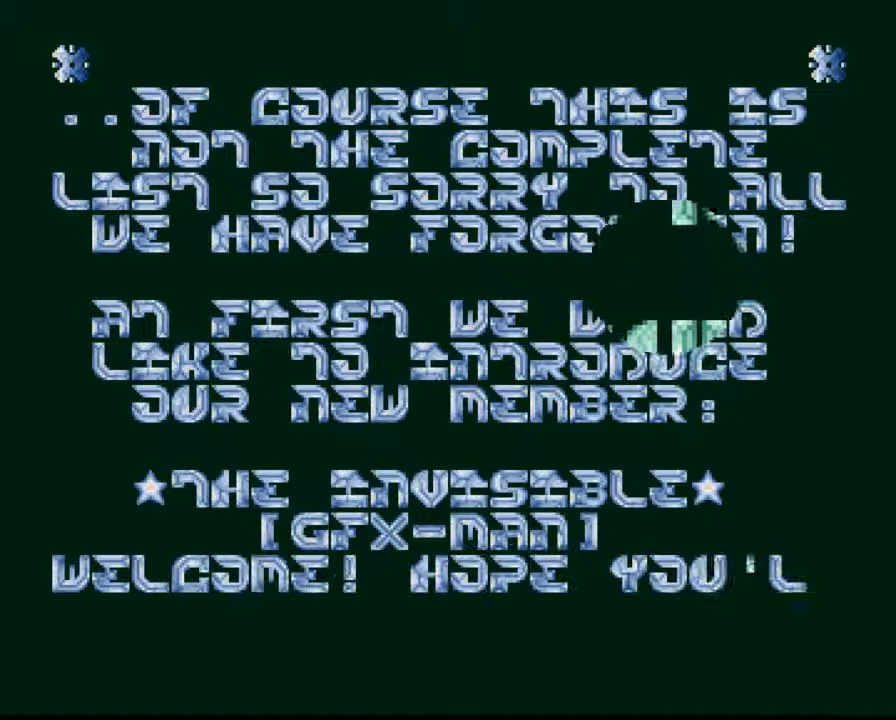 ..OF COURSE THIS IS
NOT THE COMPLETE
LIST SO SORRY TO ALL
WE HAVE
AT FIRST WE
LIKE TO INTRODUCE
OUR NEW MEMBER:
★THE INVISIBLE★
[GFX-MAN]
WELCOME! HOPE YOU'L